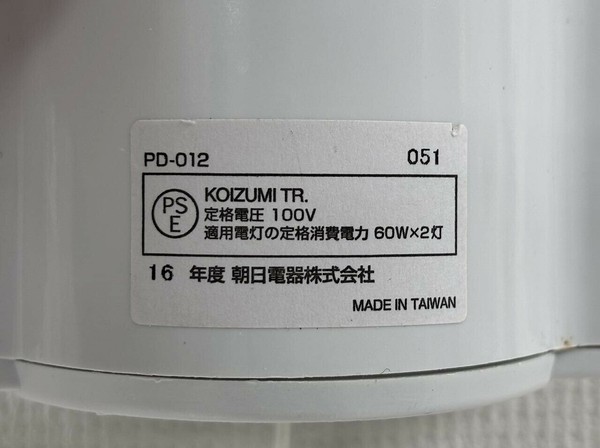 PD-012 051
PS
E
KOIZUMI TR.
定格電圧 100V
適用電灯の定格消費電力 60W×2灯
16 年度 朝日電器株式会社
MADE IN TAIWAN